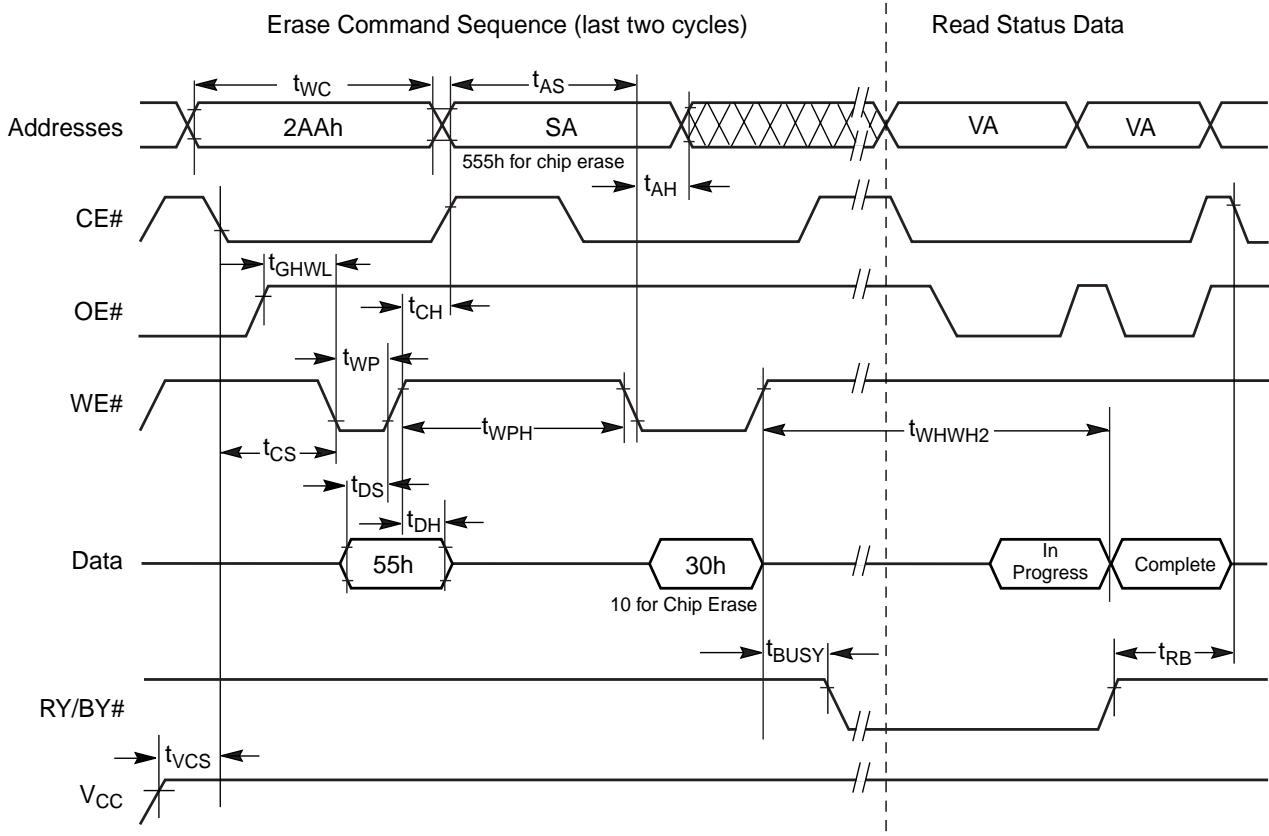 Erase Command Sequence (last two cycles)
Read Status Data
tWC
tAS
Addresses
2AAh
SA
VA
VA
555h for chip erase
tAH
CE#
tGHWL
OE#
tCH
tWP
WE#
tWPH
tWHWH2
tCS
tDS
tDH
Data
55h
30h
In
Progress
Complete
10 for Chip Erase
tBUSY
tRB
RY/BY#
tVCS
VCC